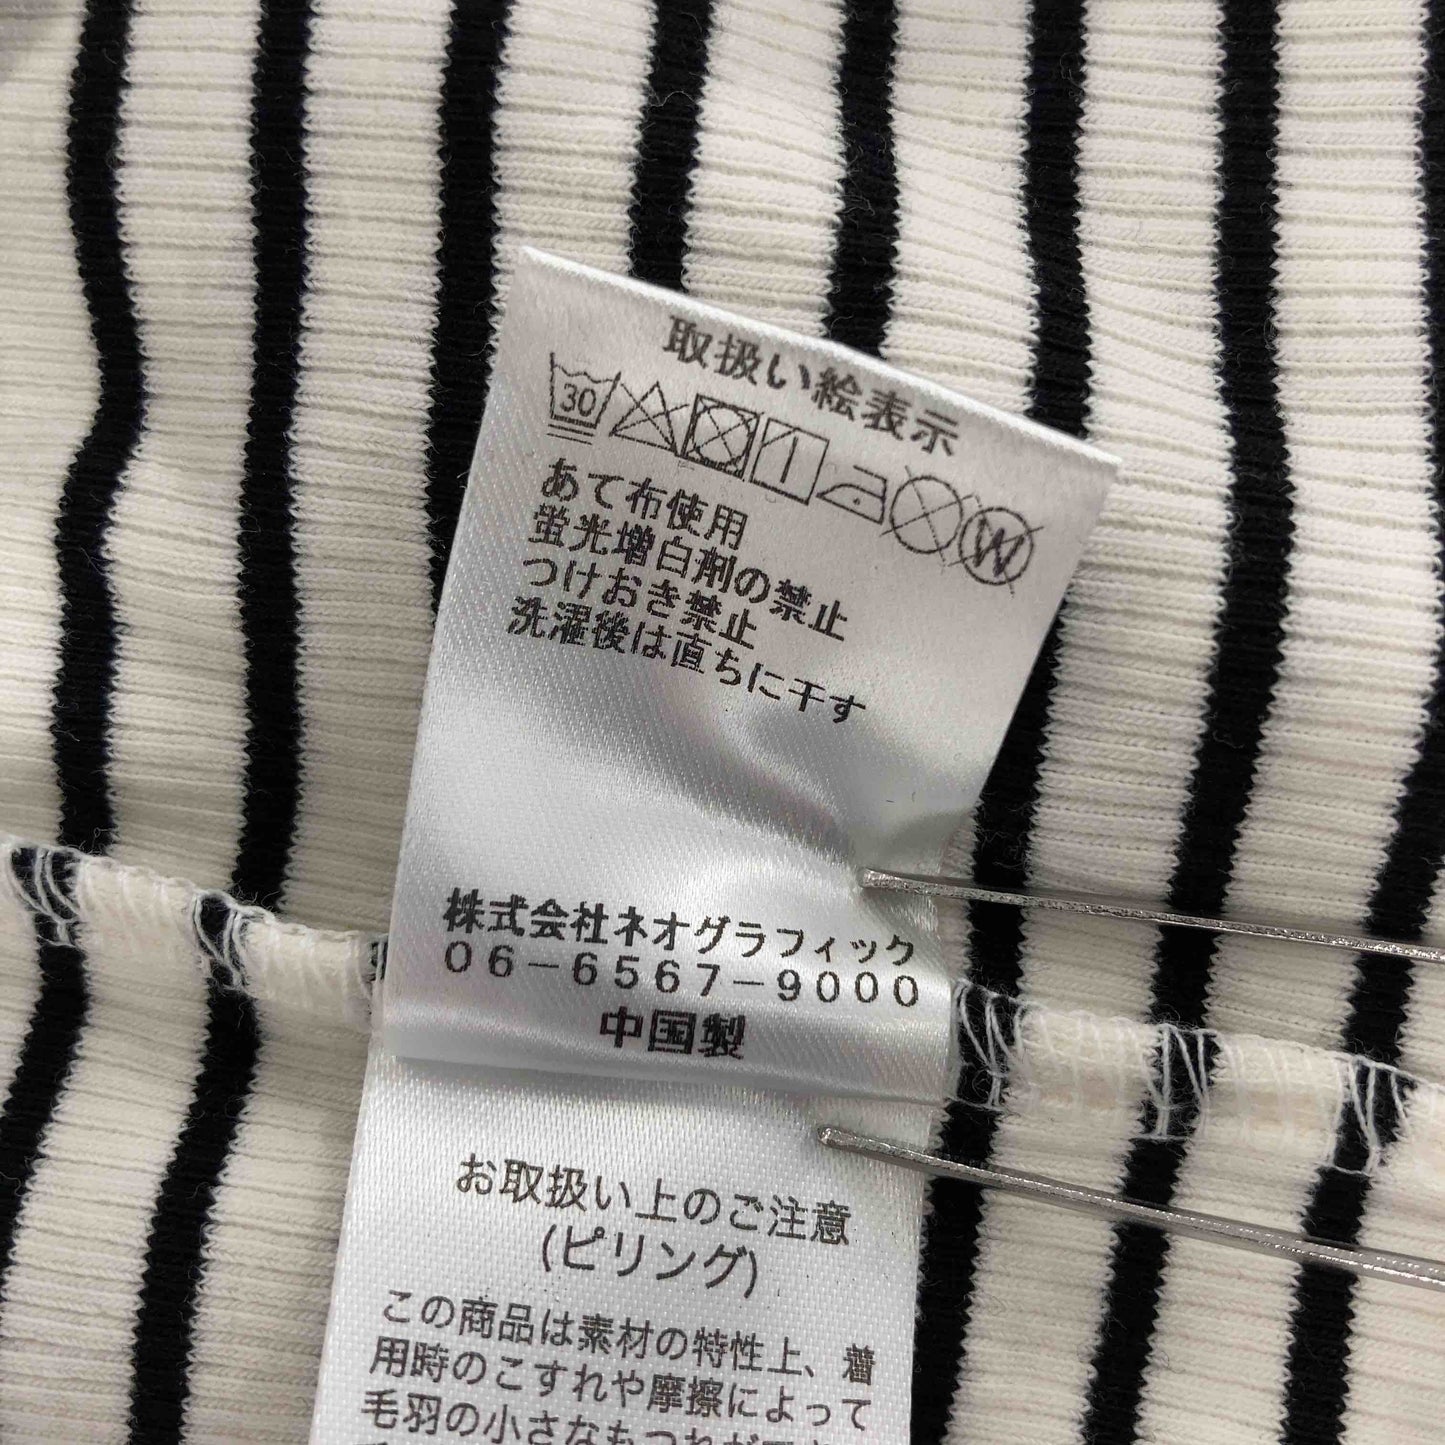 取扱い絵表示
30
あて布使用
蛍光増白剤の禁止
つけおき禁止
洗濯後は直ちに干す
株式会社ネオグラフィック
06-6567-9000
中国製
お取扱い上のご注意
(ピリング)
この商品は素材の特性上、着
用時のこすれや摩擦によって
毛羽の小さなもつれが